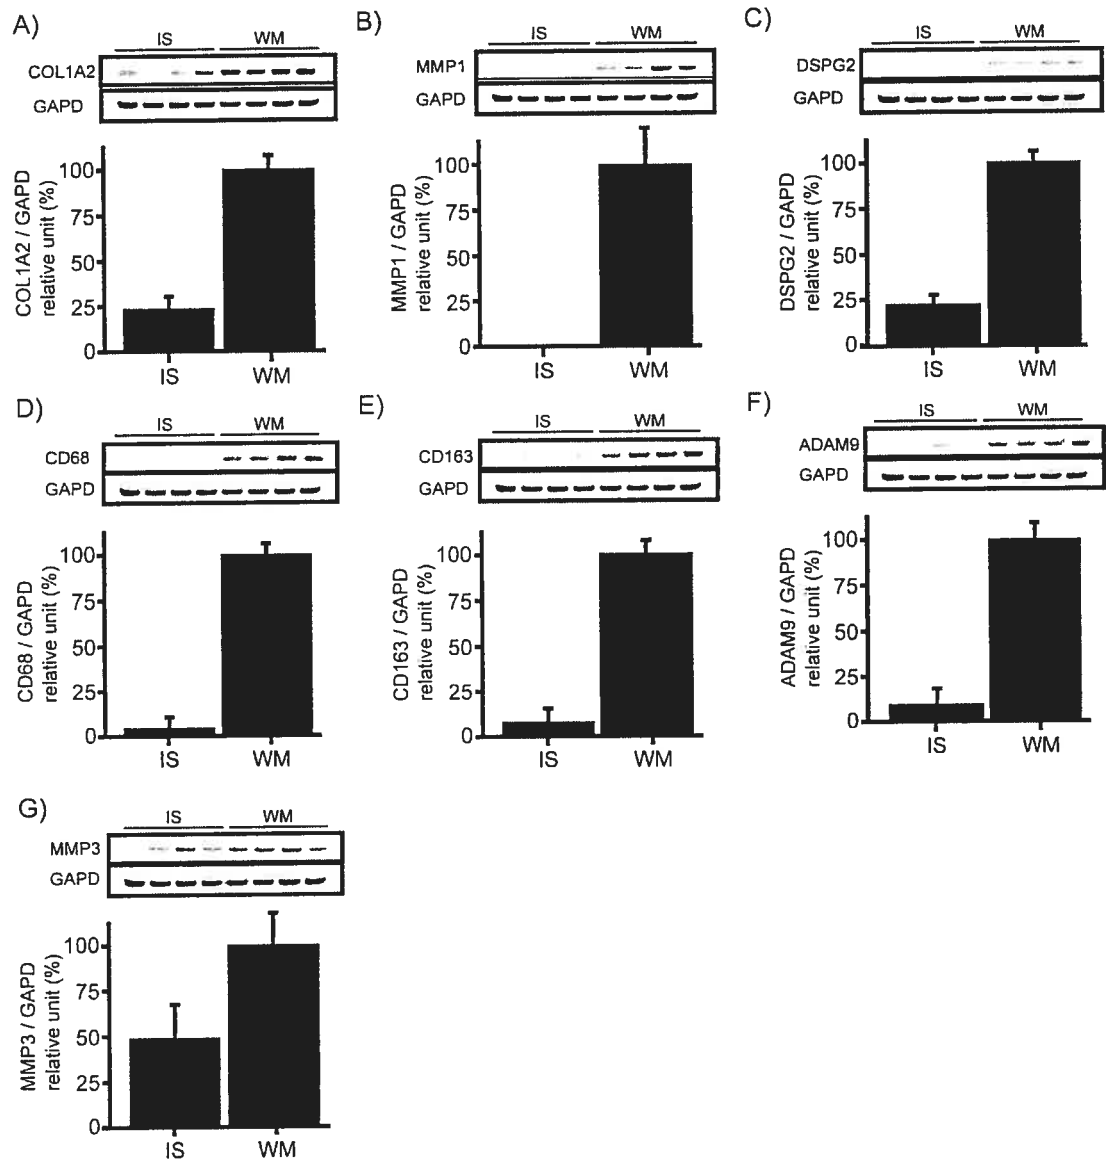 A)
IS WM
COL1A2
GAPD
COL1A2 / GAPD
relative unit (%)
100
75
50
25
0
IS WM
B)
IS WM
MMP1
GAPD
MMP1 / GAPD
relative unit (%)
100
75
50
25
0
IS WM
C)
IS WM
DSPG2
GAPD
DSPG2 / GAPD
relative unit (%)
100
75
50
25
0
IS WM
D)
IS WM
CD68
GAPD
CD68 / GAPD
relative unit (%)
100
75
50
25
0
IS WM
E)
IS WM
CD163
GAPD
CD163 / GAPD
relative unit (%)
100
75
50
25
0
IS WM
F)
IS WM
ADAM9
GAPD
ADAM9 / GAPD
relative unit (%)
100
75
50
25
0
IS WM
G)
IS WM
MMP3
GAPD
MMP3 / GAPD
relative unit (%)
100
75
50
25
0
IS WM